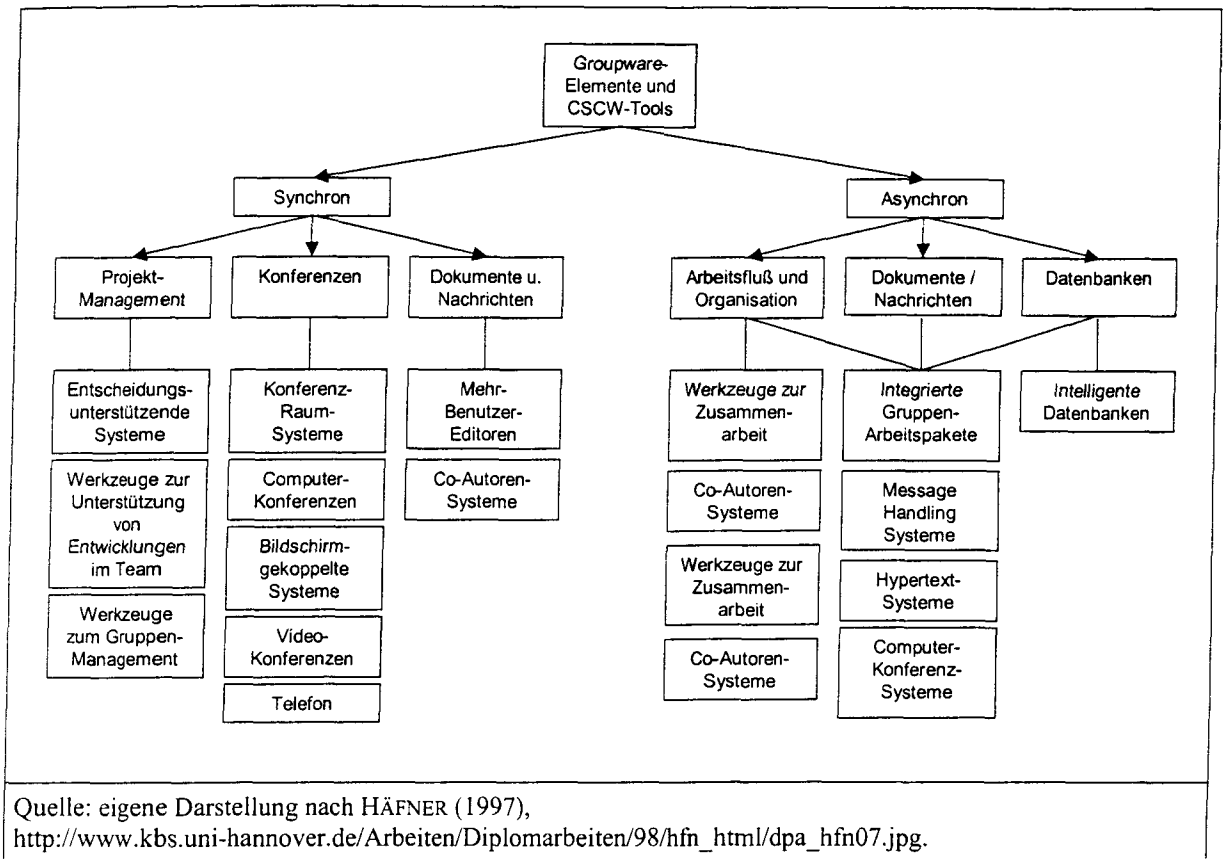 Groupware-
Elemente und
CSCW-Tools
Synchron
Asynchron
Projekt-
Management
Konferenzen
Dokumente u.
Nachrichten
Arbeitsfluß und
Organisation
Dokumente /
Nachrichten
Datenbanken
Entscheidungs-
unterstützende
Systeme
Werkzeuge zur
Unterstützung
von
Entwicklungen
im Team
Werkzeuge
zum Gruppen-
Management
Konferenz-
Raum-
Systeme
Computer-
Konferenzen
Bildschirm-
gekoppelte
Systeme
Video-
Konferenzen
Telefon
Mehr-
Benutzer-
Editoren
Co-Autoren-
Systeme
Werkzeuge zur
Zusammen-
arbeit
Co-Autoren-
Systeme
Werkzeuge zur
Zusammen-
arbeit
Co-Autoren-
Systeme
Integrierte
Gruppen-
Arbeitspakete
Message
Handling
Systeme
Hypertext-
Systeme
Computer-
Konferenz-
Systeme
Intelligente
Datenbanken
Quelle: eigene Darstellung nach HÄFNER (1997),
http://www.kbs.uni-hannover.de/Arbeiten/Diplomarbeiten/98/hfn_html/dpa_hfn07.jpg.